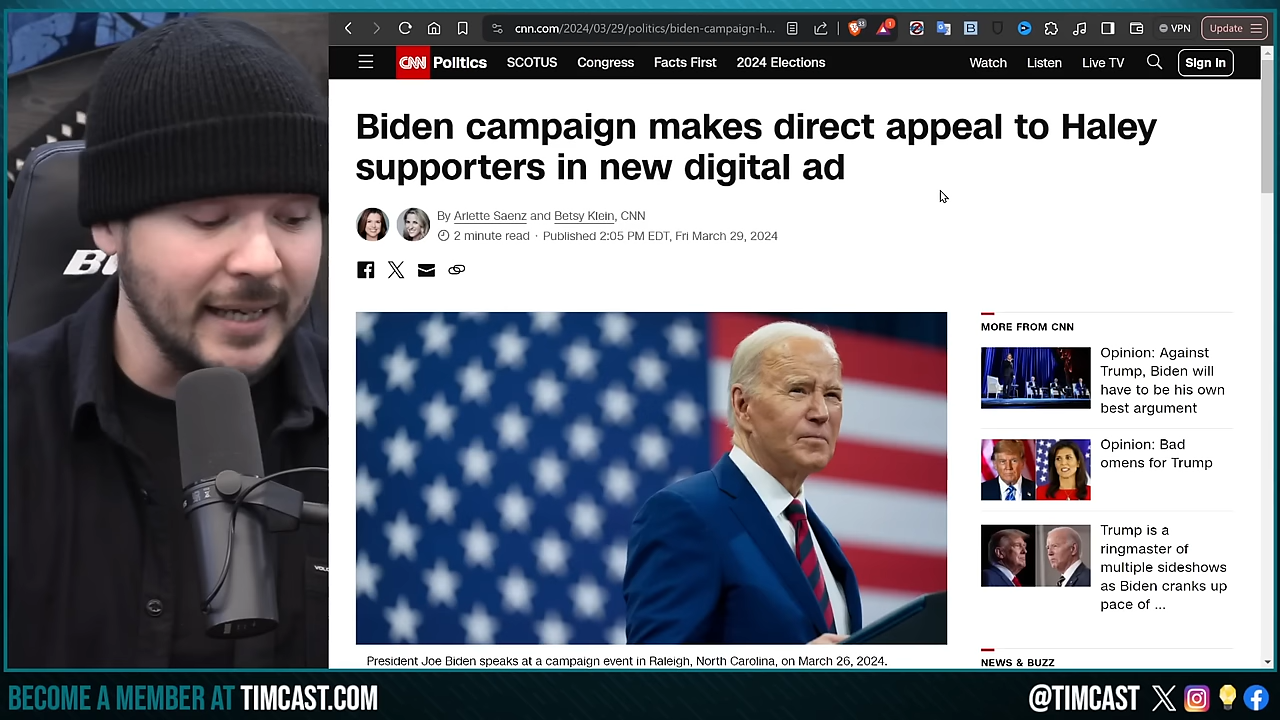 cnn.com/2024/03/29/politics/biden-campaign-h...
VPN
Update
CNN Politics
SCOTUS
Congress
Facts First
2024 Elections
Watch
Listen
Live TV
Sign in
Biden campaign makes direct appeal to Haley
supporters in new digital ad
By Arlette Saenz and Betsy Klein, CNN
2 minute read · Published 2:05 PM EDT, Fri March 29, 2024
MORE FROM CNN
Opinion: Against
Trump, Biden will
have to be his own
best argument
Opinion: Bad
omens for Trump
Trump is a
ringmaster of
multiple sideshows
as Biden cranks up
pace of ...
President Joe Biden speaks at a campaign event in Raleigh, North Carolina, on March 26, 2024.
NEWS & BUZZ
BECOME A MEMBER AT TIMCAST.COM
@TIMCAST